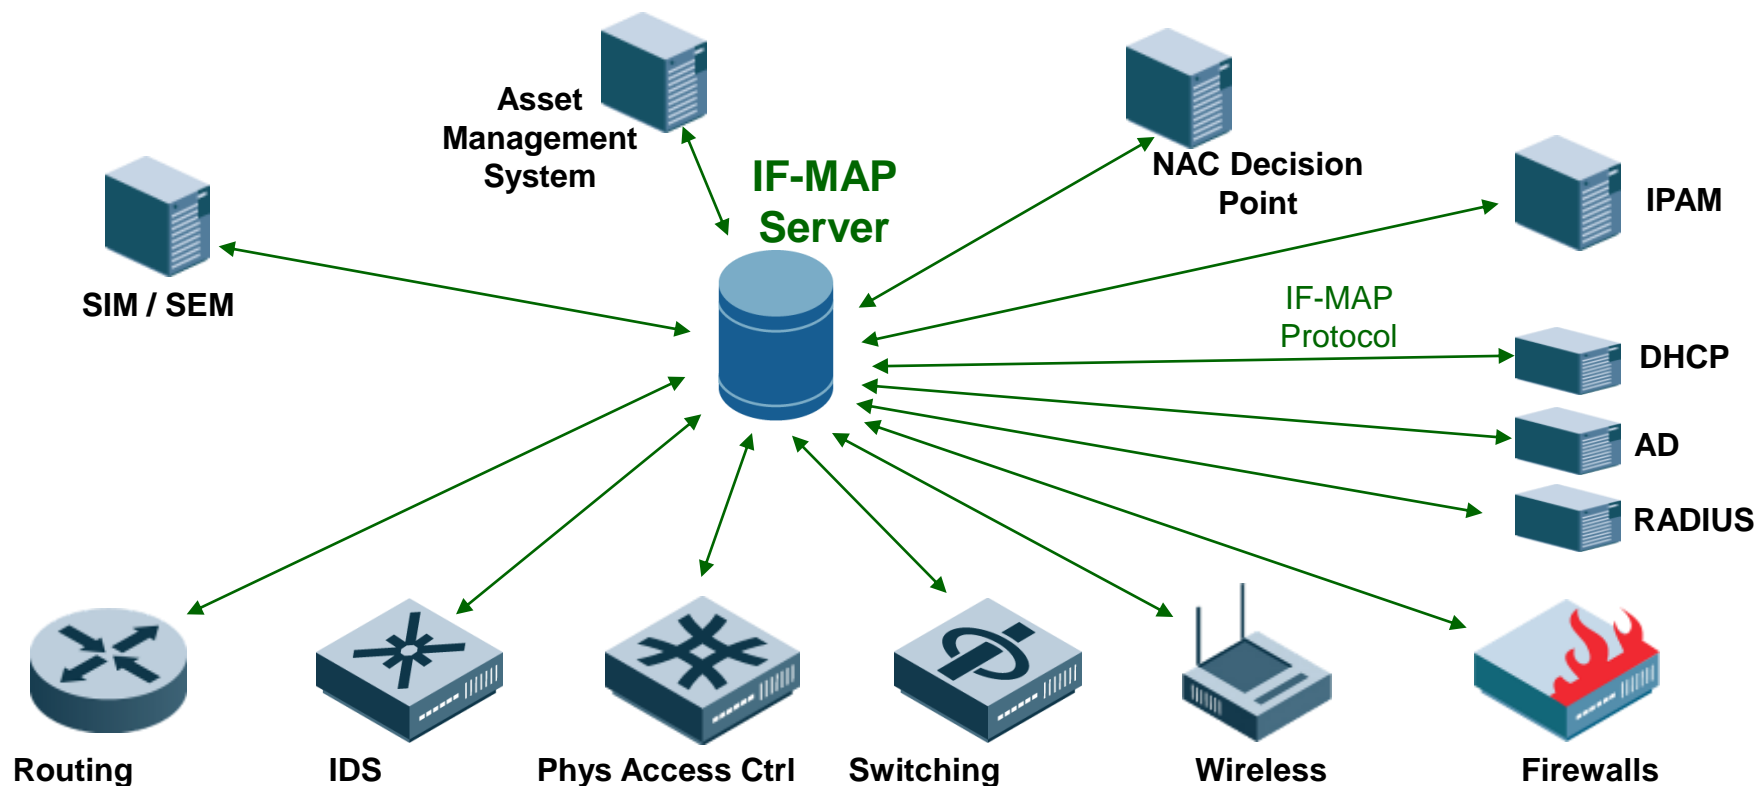 Asset
Management
System
IF-MAP
Server
NAC Decision
Point
IPAM
SIM / SEM
IF-MAP
Protocol
DHCP
AD
RADIUS
Routing
IDS
Phys Access Ctrl
Switching
Wireless
Firewalls